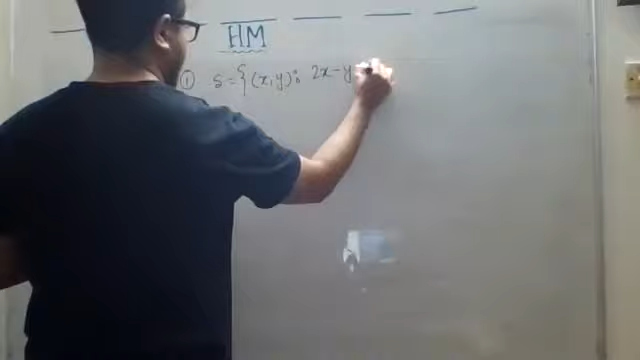 HM
① S = { (x, y) : 2x - y